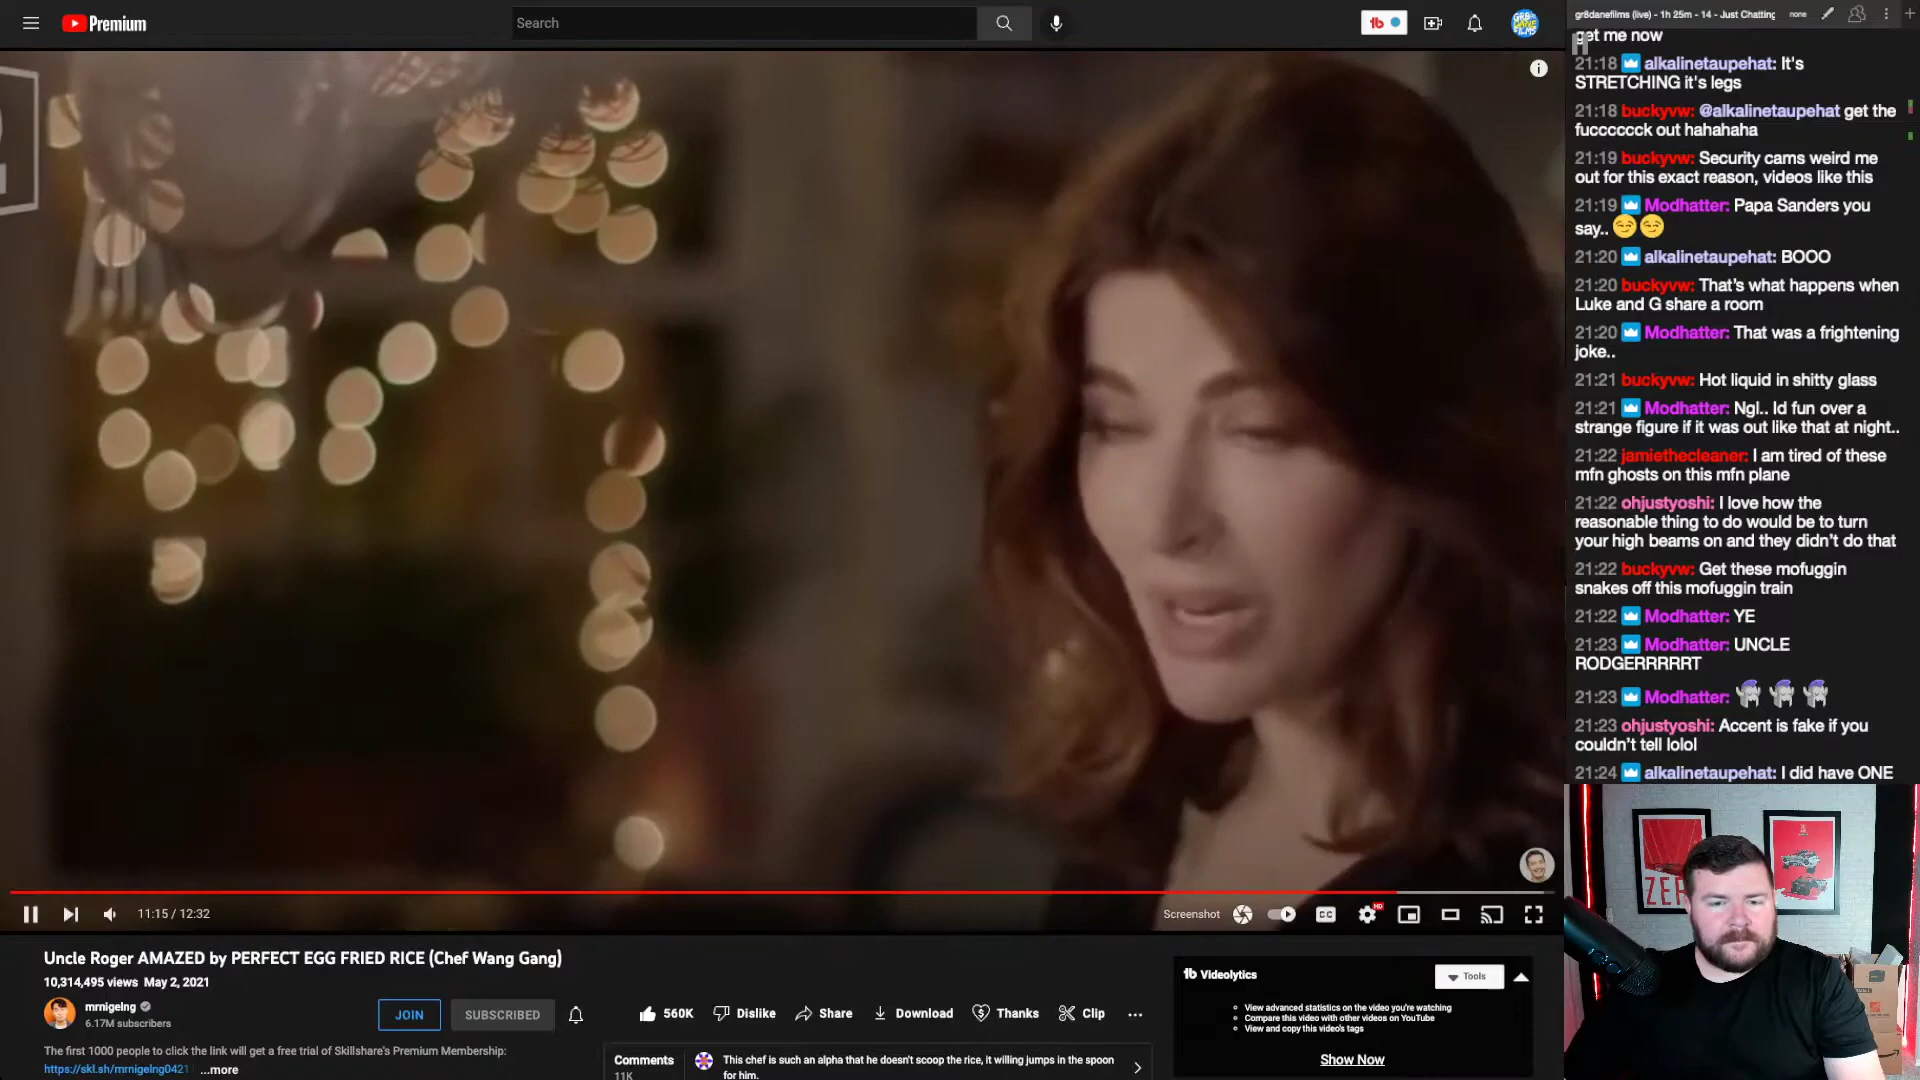 Premium
Search
gr8danefilms (live) - 1h 25m - 14 - Just Chatting
none
get me now
21:18 alkalinetaupehat: It's
STRETCHING it's legs
21:18 buckyvw: @alkalinetaupehat get the
fucccccck out hahahaha
21:19 buckyvw: Security cams weird me
out for this exact reason, videos like this
21:19 Modhatter: Papa Sanders you
say..
21:20 alkalinetaupehat: BOOO
21:20 buckyvw: That's what happens when
Luke and G share a room
21:20 Modhatter: That was a frightening
joke..
21:21 buckyvw: Hot liquid in shitty glass
21:21 Modhatter: Ngl.. Id fun over a
strange figure if it was out like that at night..
21:22 jamiethecleaner: I am tired of these
mfn ghosts on this mfn plane
21:22 ohjustyoshi: I love how the
reasonable thing to do would be to turn
your high beams on and they didn't do that
21:22 buckyvw: Get these mofuggin
snakes off this mofuggin train
21:22 Modhatter: YE
21:23 Modhatter: UNCLE
RODGERRRRRT
21:23 Modhatter:
21:23 ohjustyoshi: Accent is fake if you
couldn't tell lolol
21:24 alkalinetaupehat: I did have ONE
11:15 / 12:32
Screenshot
HD
Uncle Roger AMAZED by PERFECT EGG FRIED RICE (Chef Wang Gang)
10,314,495 views May 2, 2021
mrnigelng
6.17M subscribers
JOIN
SUBSCRIBED
560K
Dislike
Share
Download
Thanks
Clip
The first 1000 people to click the link will get a free trial of Skillshare's Premium Membership:
https://skl.sh/mrnigelng0421 ...more
Comments
11K
This chef is such an alpha that he doesn't scoop the rice, it willing jumps in the spoon
for him.
Videolytics
Tools
View advanced statistics on the video you're watching
Compare this video with other videos on YouTube
View and copy this video's tags
Show Now